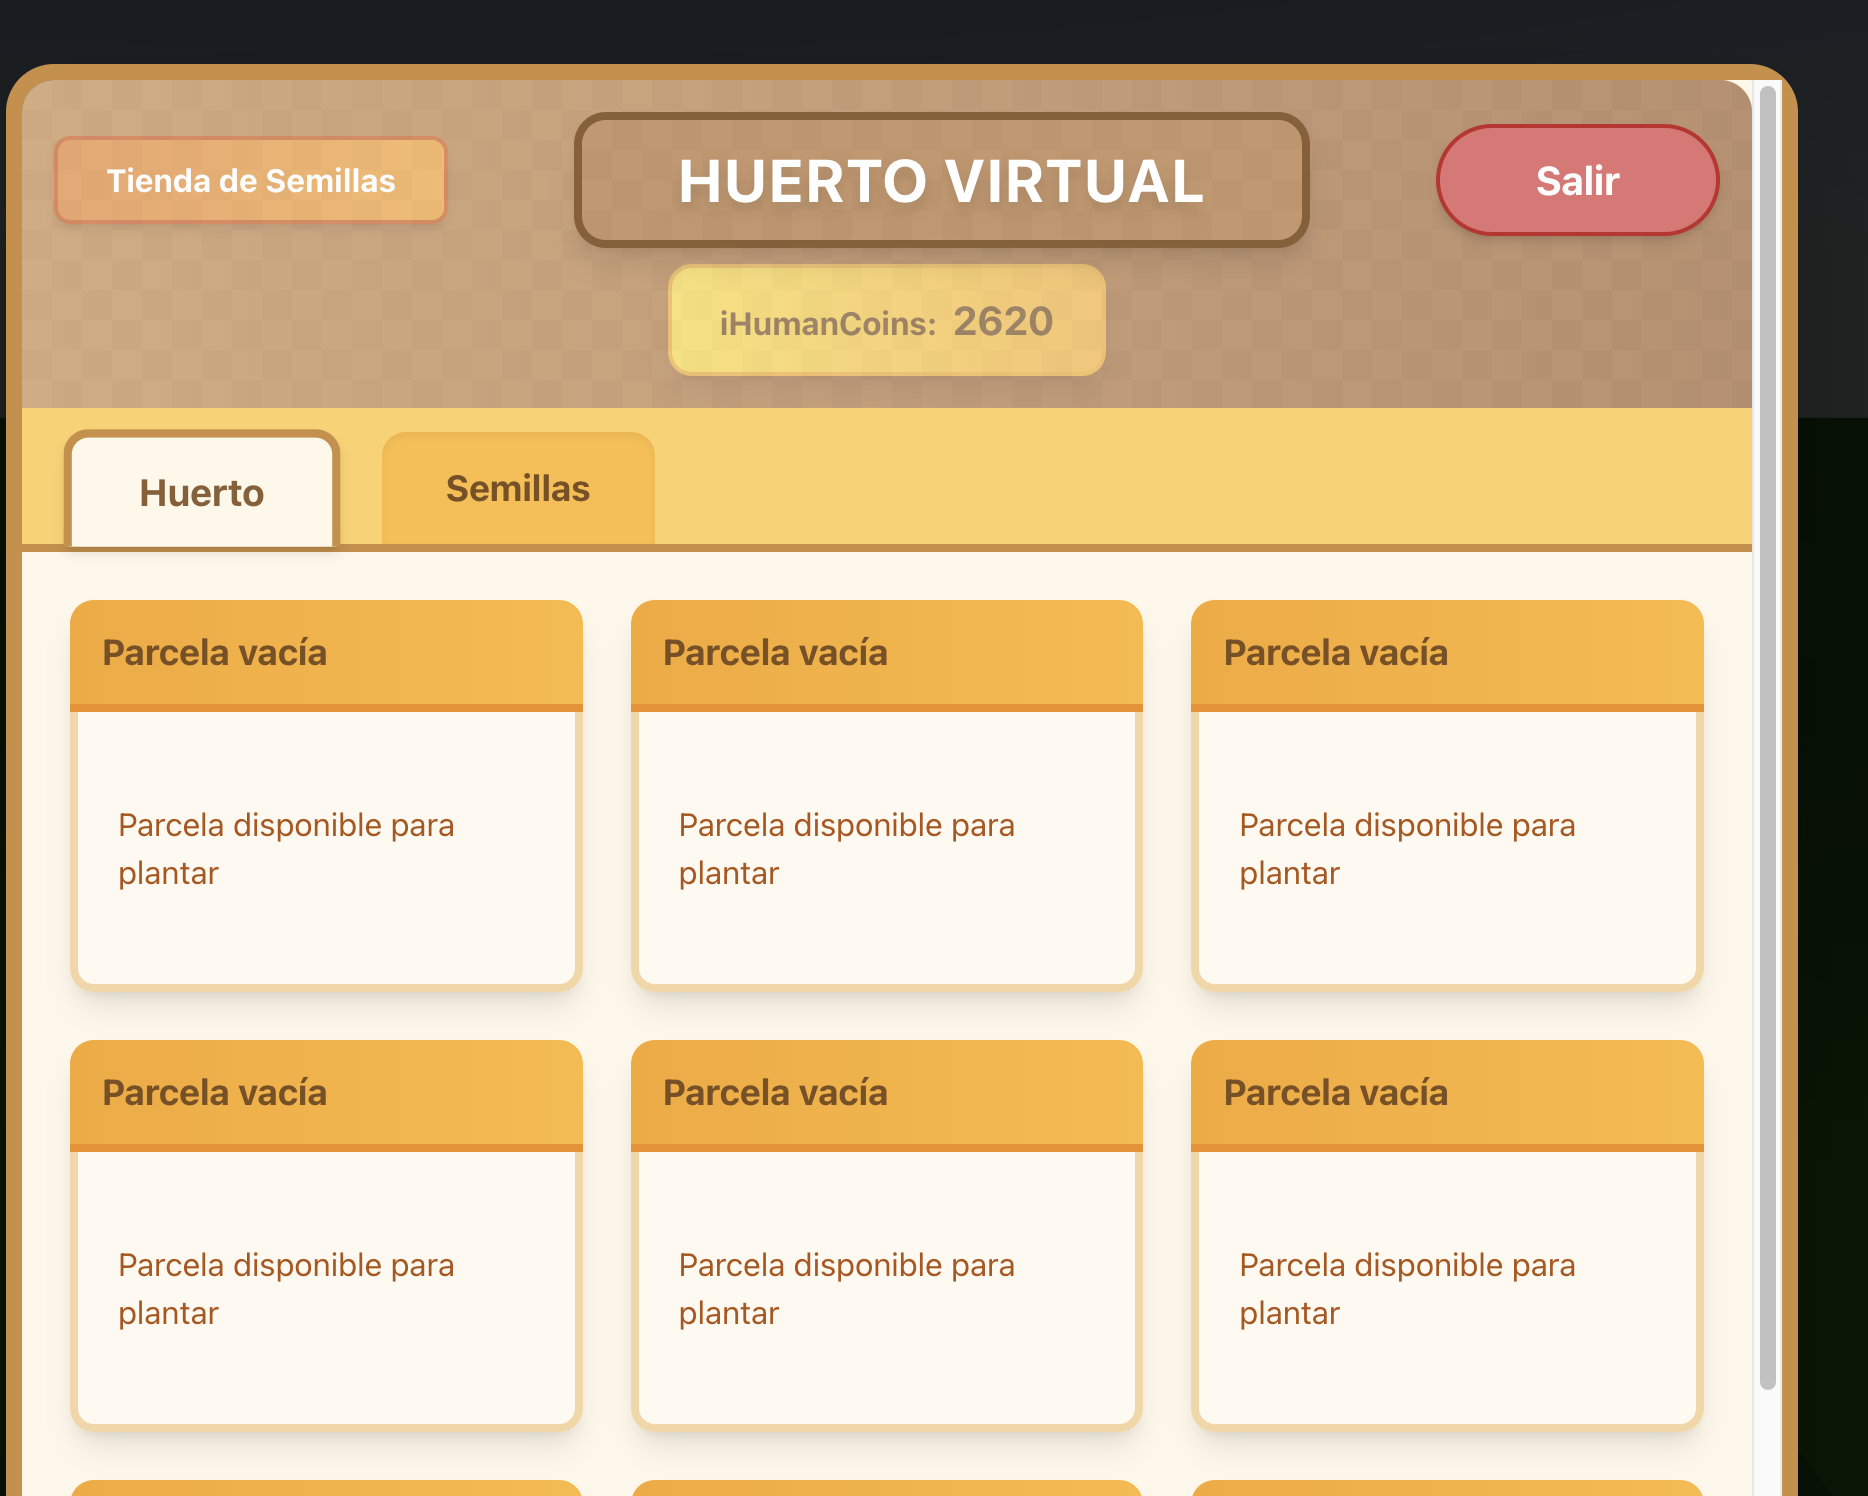 Tienda de Semillas
HUERTO VIRTUAL
Salir
iHumanCoins: 2620
Huerto
Semillas
Parcela vacía
Parcela vacía
Parcela vacía
Parcela disponible para
plantar
Parcela disponible para
plantar
Parcela disponible para
plantar
Parcela vacía
Parcela vacía
Parcela vacía
Parcela disponible para
plantar
Parcela disponible para
plantar
Parcela disponible para
plantar